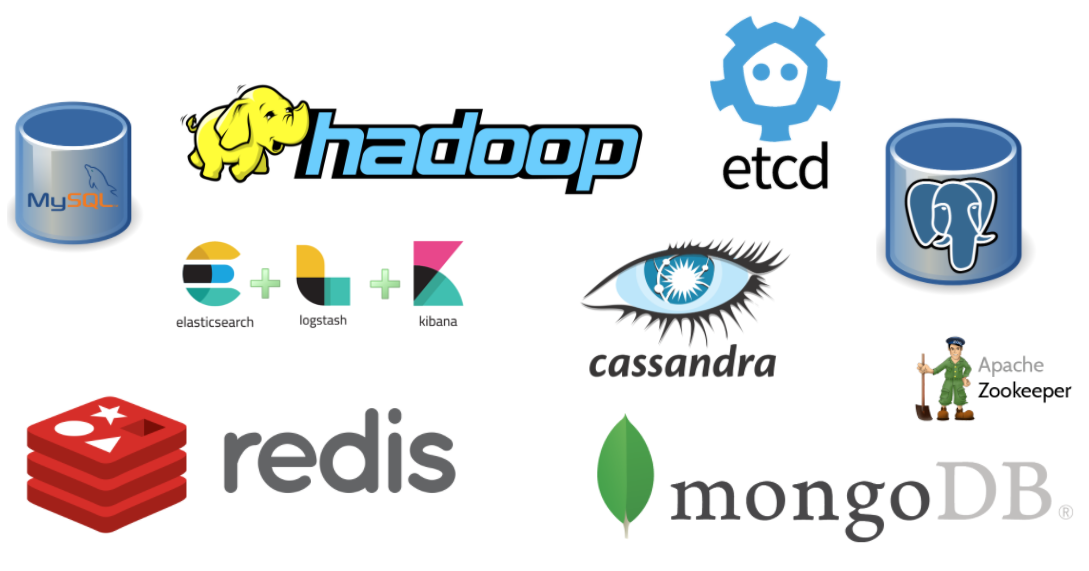 hadoop
etcd
MySQL
elasticsearch
logstash
kibana
cassandra
Apache
Zookeeper
redis
mongoDB®